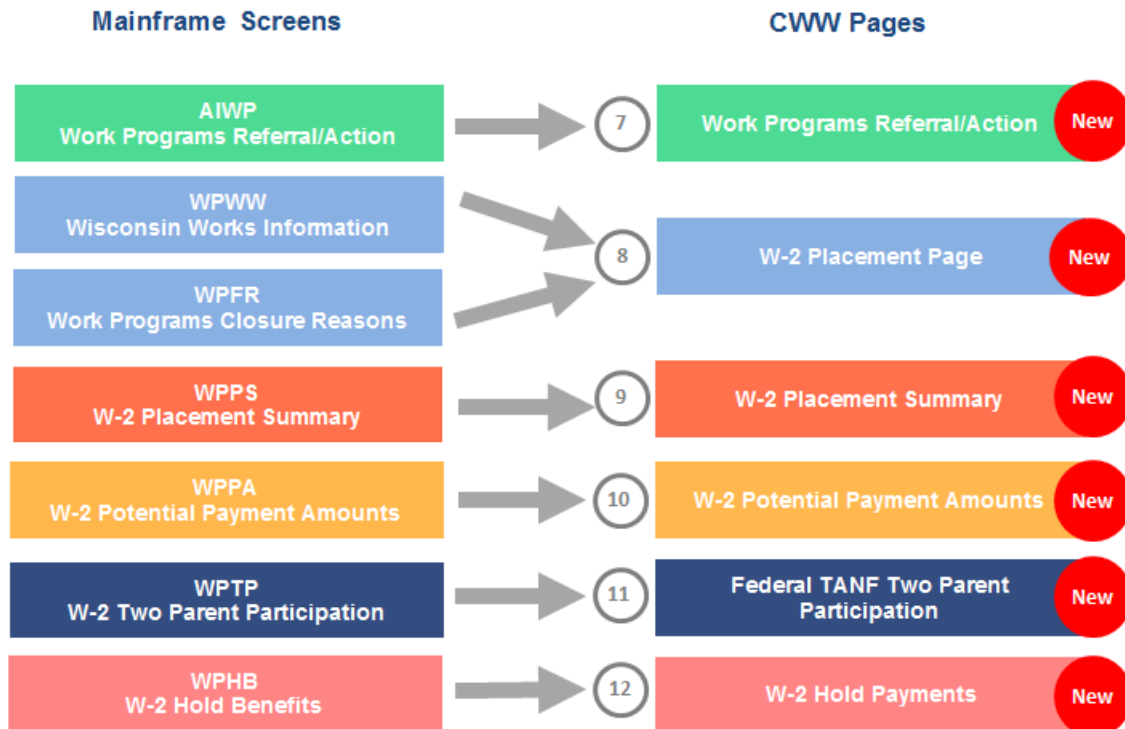 Mainframe Screens
CWW Pages
AIWP
Work Programs Referral/Action
7
Work Programs Referral/Action
New
WPWW
Wisconsin Works Information
WPFR
Work Programs Closure Reasons
8
W-2 Placement Page
New
WPPS
W-2 Placement Summary
9
W-2 Placement Summary
New
WPPA
W-2 Potential Payment Amounts
10
W-2 Potential Payment Amounts
New
WPTP
W-2 Two Parent Participation
11
Federal TANF Two Parent
Participation
New
WPHB
W-2 Hold Benefits
12
W-2 Hold Payments
New